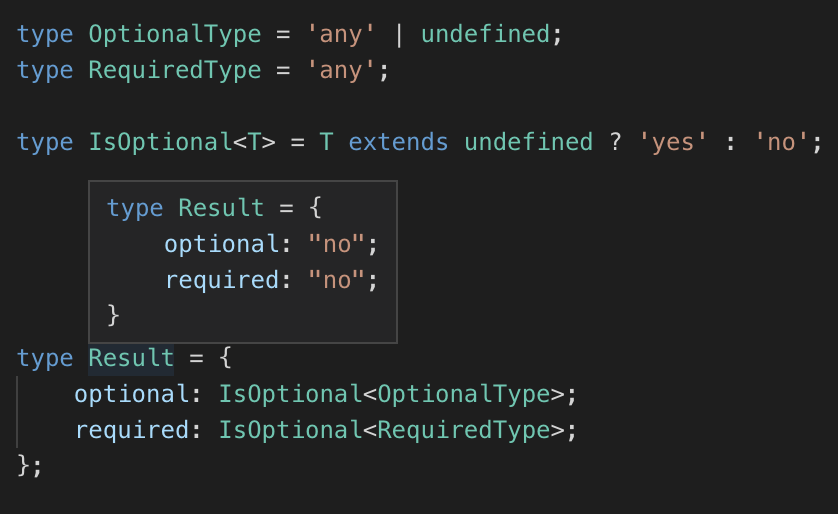 type OptionalType = 'any' | undefined;
type RequiredType = 'any';
type IsOptional<T> = T extends undefined ? 'yes' : 'no';
type Result = {
optional: "no";
required: "no";
}
type Result = {
optional: IsOptional<OptionalType>;
required: IsOptional<RequiredType>;
};